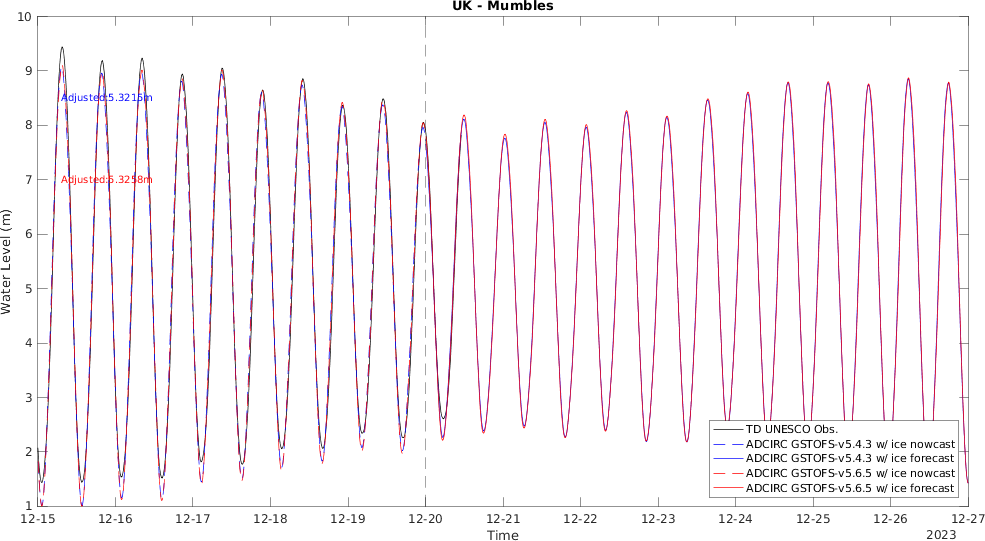 UK - Mumbles
Water Level (m)
10
9
8
7
6
5
4
3
2
1
Adjusted:5.3215m
Adjusted:5.3258m
TD UNESCO Obs.
ADCIRC GSTOFS-v5.4.3 w/ ice nowcast
ADCIRC GSTOFS-v5.4.3 w/ ice forecast
ADCIRC GSTOFS-v5.6.5 w/ ice nowcast
ADCIRC GSTOFS-v5.6.5 w/ ice forecast
12-15 12-16 12-17 12-18 12-19 12-20 12-21 12-22 12-23 12-24 12-25 12-26 12-27
Time
2023